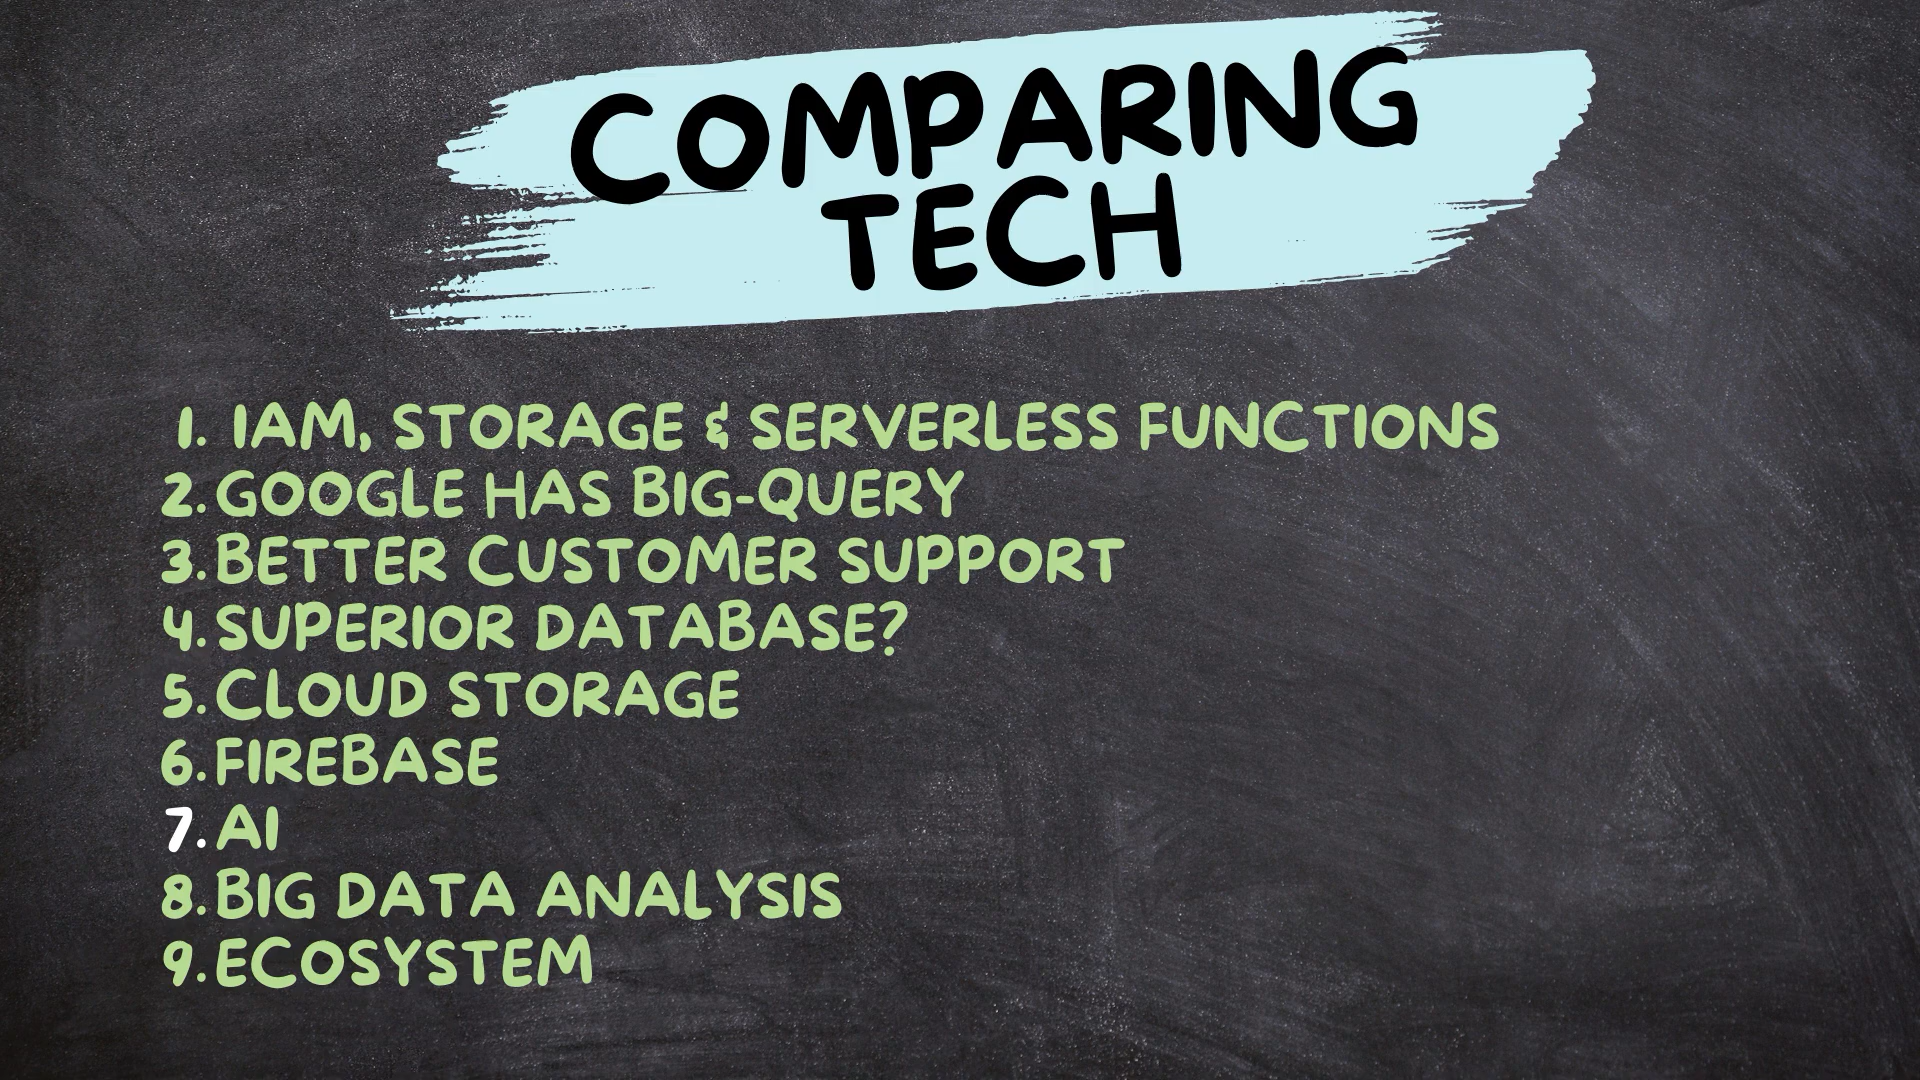 COMPARING
TECH
1. IAM, STORAGE & SERVERLESS FUNCTIONS
2. GOOGLE HAS BIG-QUERY
3. BETTER CUSTOMER SUPPORT
4. SUPERIOR DATABASE?
5. CLOUD STORAGE
6. FIREBASE
7. AI
8. BIG DATA ANALYSIS
9. ECOSYSTEM